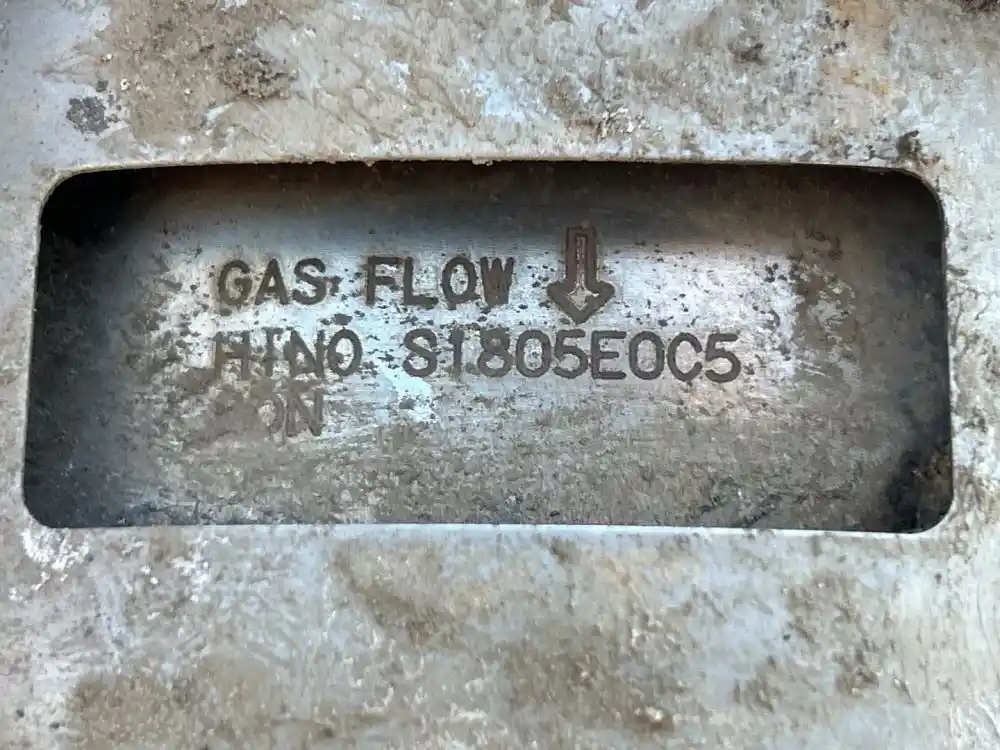 GAS FLOW ⇩
HINO S1805E0C5
ON